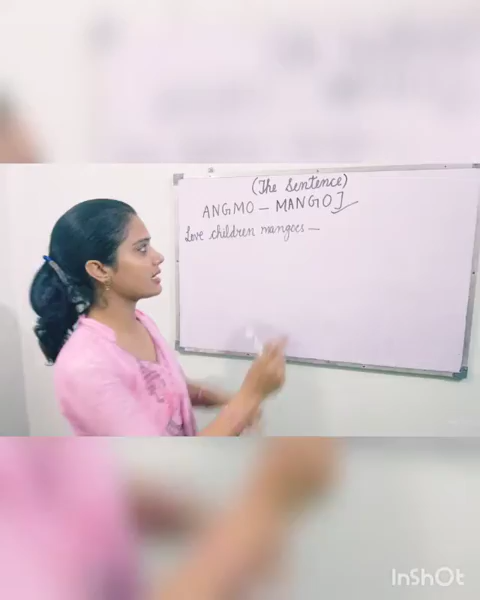 (The Sentence)
ANGMO — MANGO]✓
Love children mangoes —
InShOt